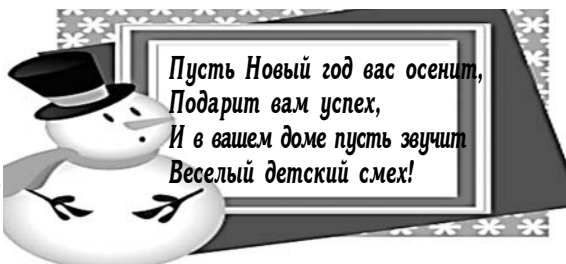 Пусть Новый год вас осенит,
Подарит вам успех,
И в вашем доме пусть звучит
Веселый детский смех!